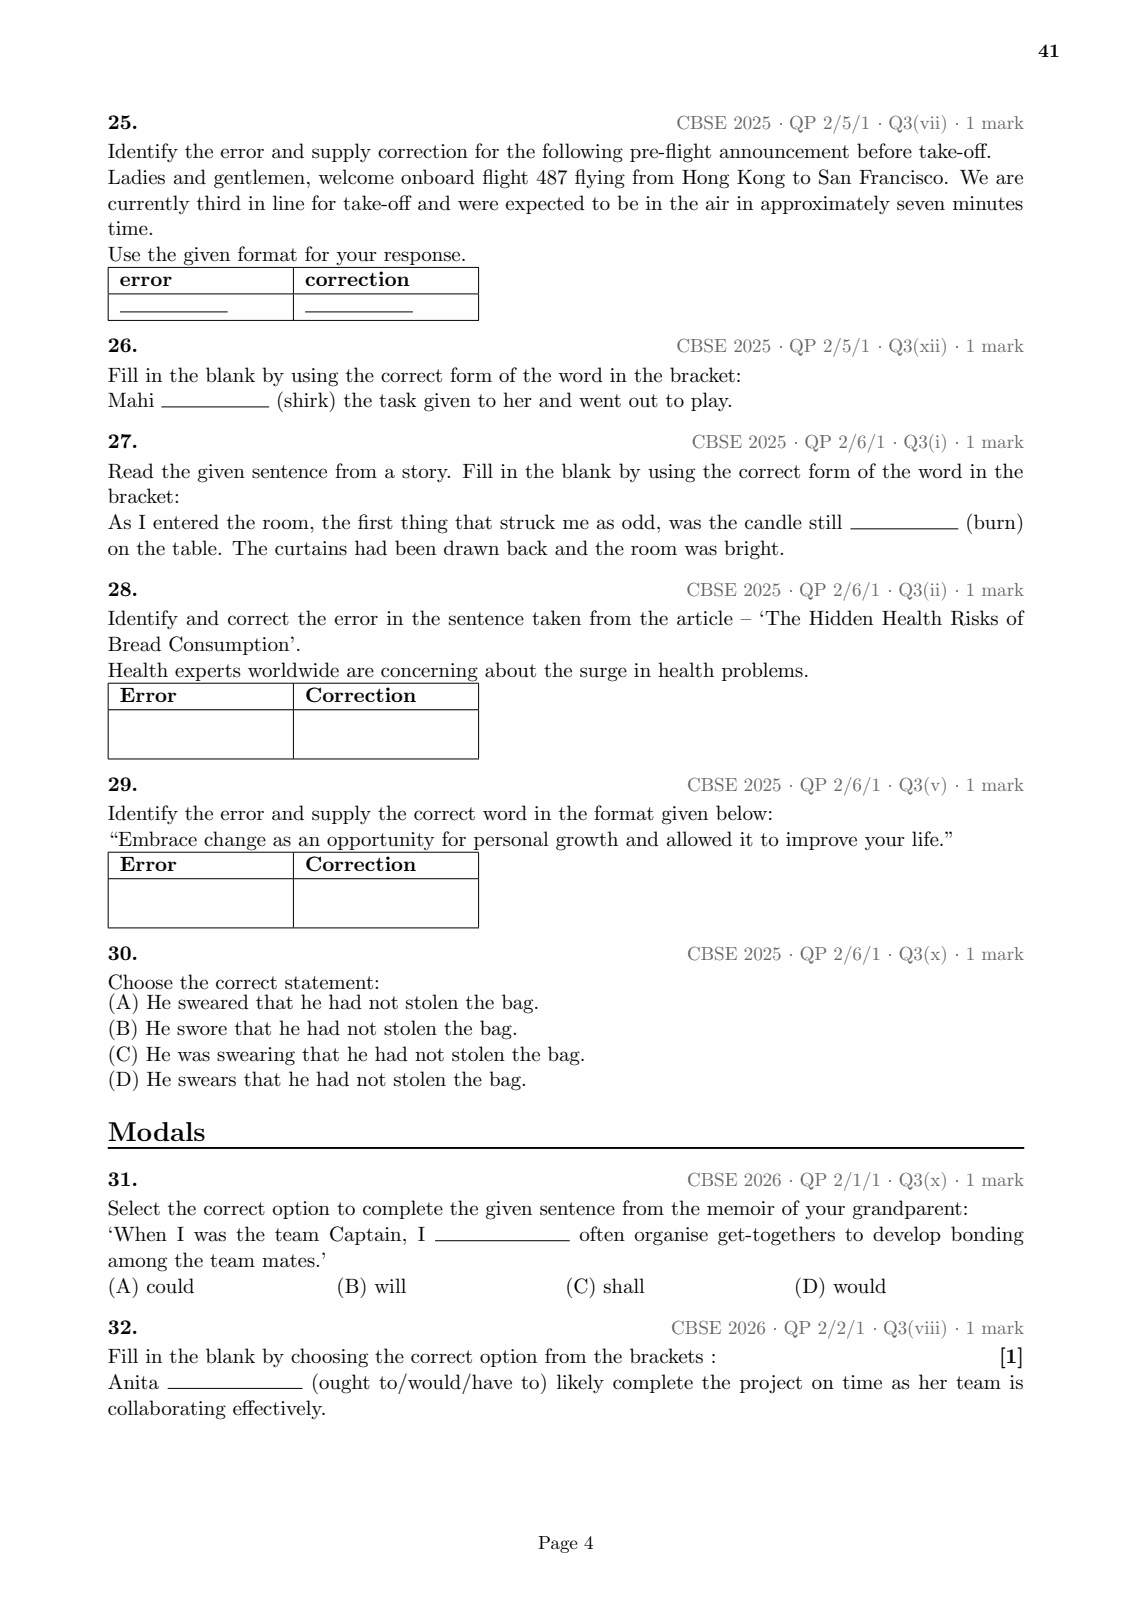 41
25. CBSE 2025 · QP 2/5/1 · Q3(vii) · 1 mark
Identify the error and supply correction for the following pre-flight announcement before take-off.
Ladies and gentlemen, welcome onboard flight 487 flying from Hong Kong to San Francisco. We are
currently third in line for take-off and were expected to be in the air in approximately seven minutes
time.
Use the given format for your response.
error correction
26. CBSE 2025 · QP 2/5/1 · Q3(xii) · 1 mark
Fill in the blank by using the correct form of the word in the bracket:
Mahi __________ (shirk) the task given to her and went out to play.
27. CBSE 2025 · QP 2/6/1 · Q3(i) · 1 mark
Read the given sentence from a story. Fill in the blank by using the correct form of the word in the
bracket:
As I entered the room, the first thing that struck me as odd, was the candle still __________ (burn)
on the table. The curtains had been drawn back and the room was bright.
28. CBSE 2025 · QP 2/6/1 · Q3(ii) · 1 mark
Identify and correct the error in the sentence taken from the article – ‘The Hidden Health Risks of
Bread Consumption’.
Health experts worldwide are concerning about the surge in health problems.
Error Correction
29. CBSE 2025 · QP 2/6/1 · Q3(v) · 1 mark
Identify the error and supply the correct word in the format given below:
“Embrace change as an opportunity for personal growth and allowed it to improve your life.”
Error Correction
30. CBSE 2025 · QP 2/6/1 · Q3(x) · 1 mark
Choose the correct statement:
(A) He sweared that he had not stolen the bag.
(B) He swore that he had not stolen the bag.
(C) He was swearing that he had not stolen the bag.
(D) He swears that he had not stolen the bag.
Modals
31. CBSE 2026 · QP 2/1/1 · Q3(x) · 1 mark
Select the correct option to complete the given sentence from the memoir of your grandparent:
‘When I was the team Captain, I ____________ often organise get-togethers to develop bonding
among the team mates.’
(A) could (B) will (C) shall (D) would
32. CBSE 2026 · QP 2/2/1 · Q3(viii) · 1 mark
Fill in the blank by choosing the correct option from the brackets : [1]
Anita ____________ (ought to/would/have to) likely complete the project on time as her team is
collaborating effectively.
Page 4